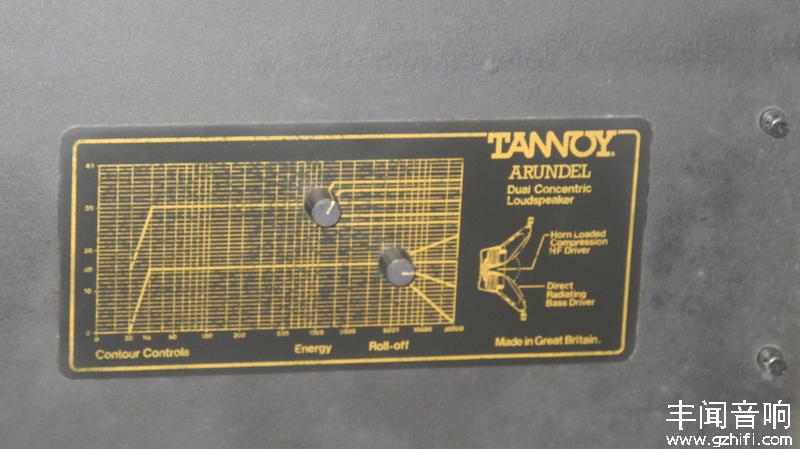 TANNOY®
ARUNDEL
Dual Concentric
Loudspeaker
Horn Loaded
Compression
HF Driver
Direct
Radiating
Bass Driver
Made in Great Britain.
Contour Controls
Energy
Roll-off
丰闻音响
www.gzhifi.com